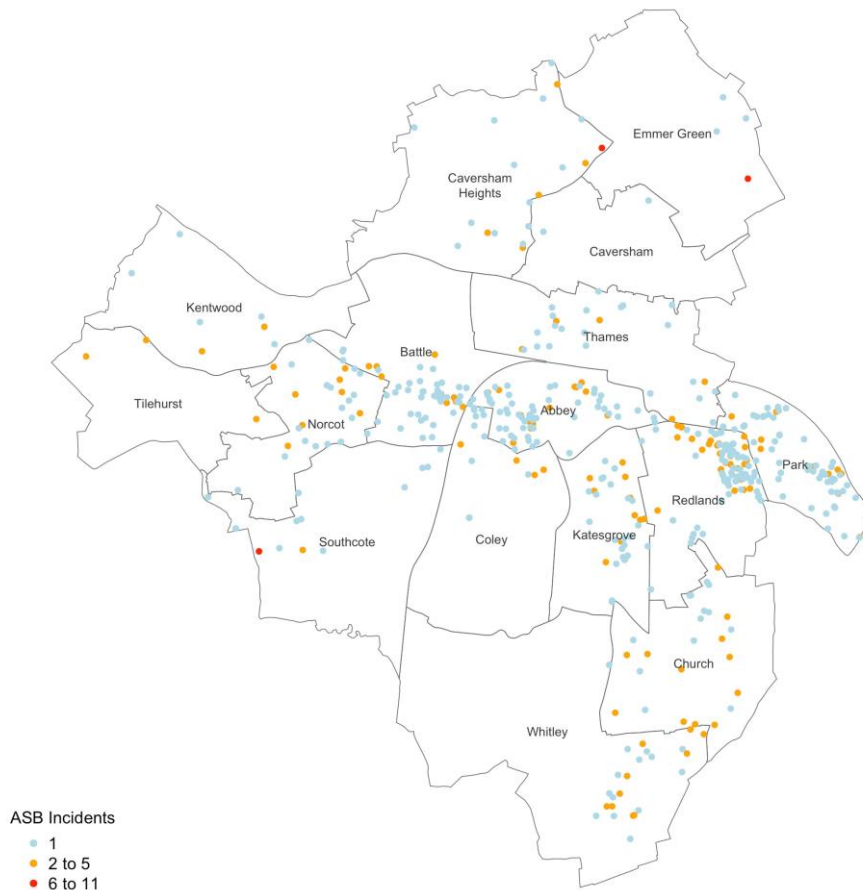 Emmer Green
Caversham
Heights
Caversham
Kentwood
Thames
Battle
Tilehurst
Abbey
Norcot
Park
Redlands
Southcote
Coley
Katesgrove
Church
Whitley
ASB Incidents
1
2 to 5
6 to 11